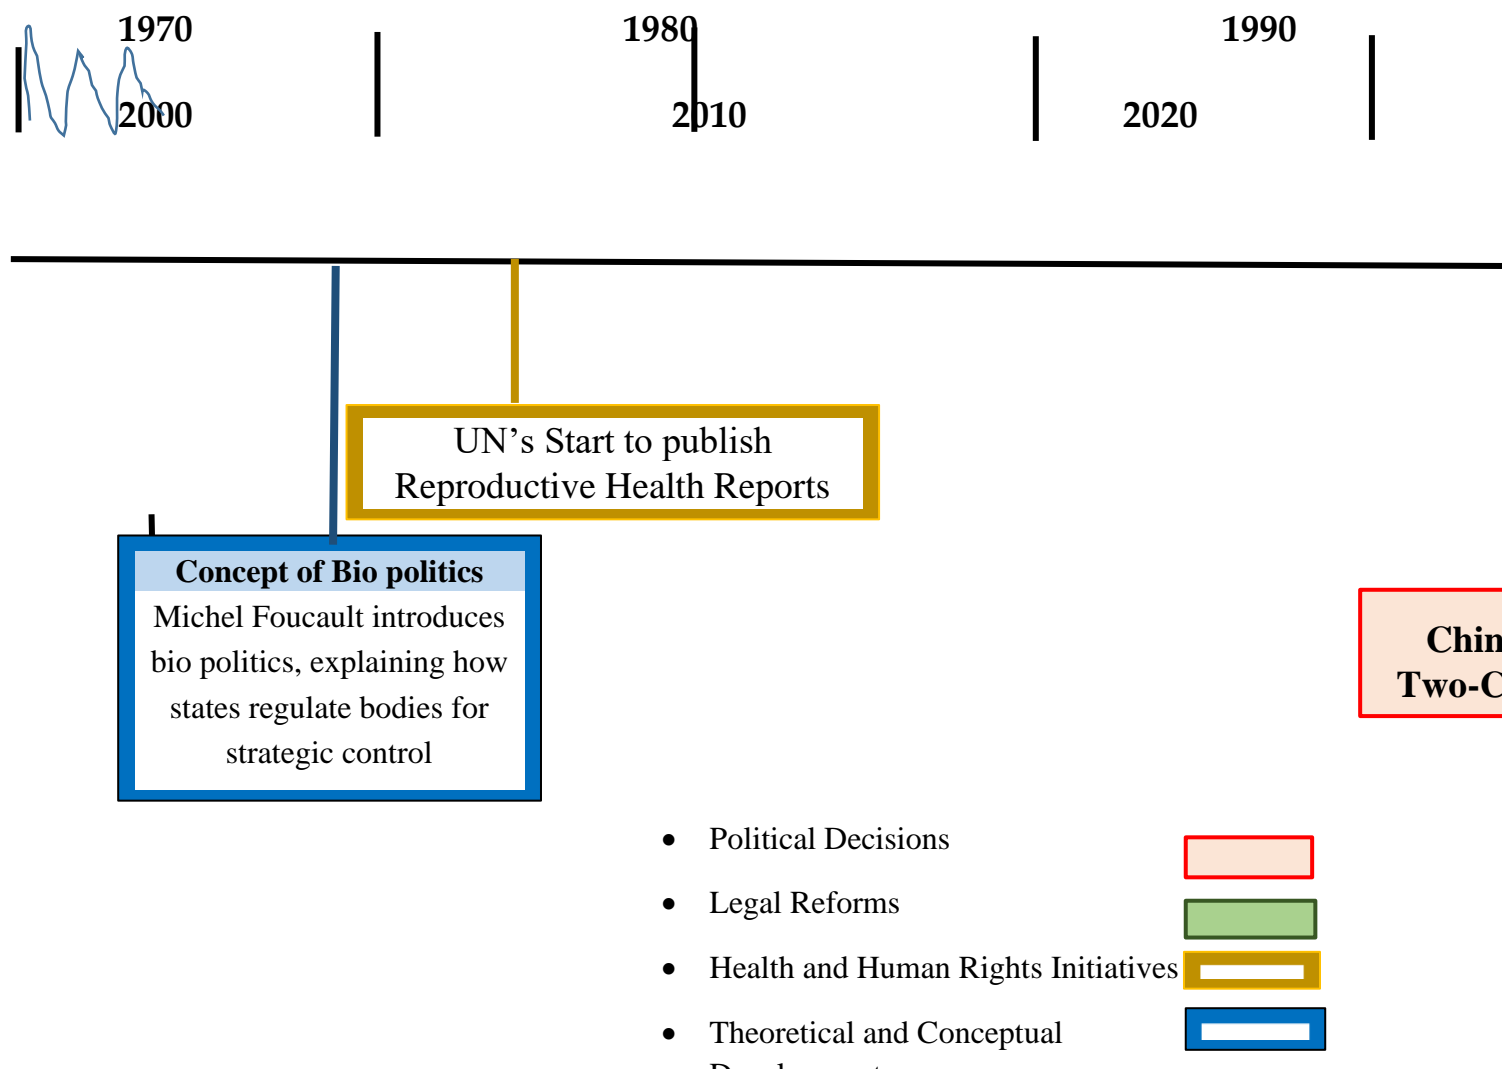 1970 1980 1990
2000 2010 2020
UN’s Start to publish
Reproductive Health Reports
Concept of Bio politics
Michel Foucault introduces
bio politics, explaining how
states regulate bodies for
strategic control
Chin
Two-C
• Political Decisions
• Legal Reforms
• Health and Human Rights Initiatives
• Theoretical and Conceptual